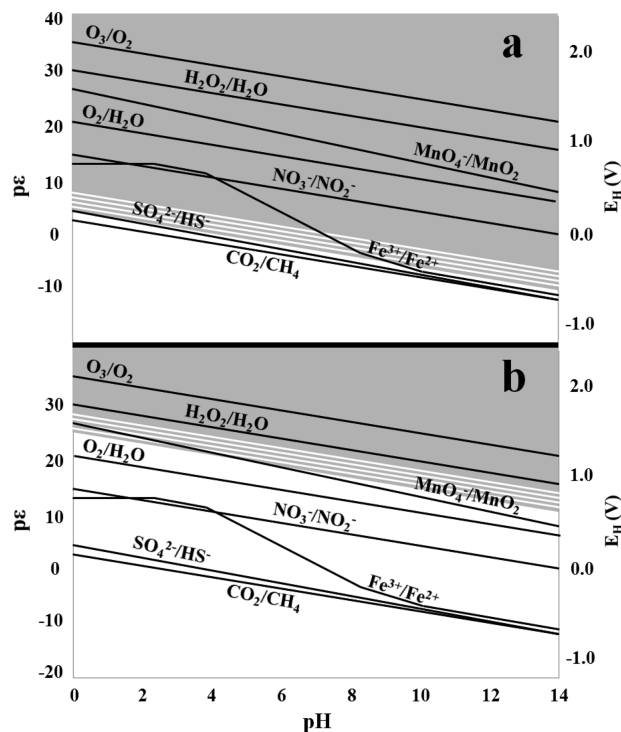 40
30
20
10
0
-10
pε
a
O₃/O₂
H₂O₂/H₂O
O₂/H₂O
MnO₄⁻/MnO₂
NO₃⁻/NO₂⁻
SO₄²⁻/HS⁻
Fe³⁺/Fe²⁺
CO₂/CH₄
2.0
1.0
0.0
-1.0
E_H (V)
b
O₃/O₂
H₂O₂/H₂O
O₂/H₂O
MnO₄⁻/MnO₂
NO₃⁻/NO₂⁻
SO₄²⁻/HS⁻
Fe³⁺/Fe²⁺
CO₂/CH₄
30
20
10
0
-10
-20
pε
2.0
1.0
0.0
-1.0
E_H (V)
0 2 4 6 8 10 12 14
pH